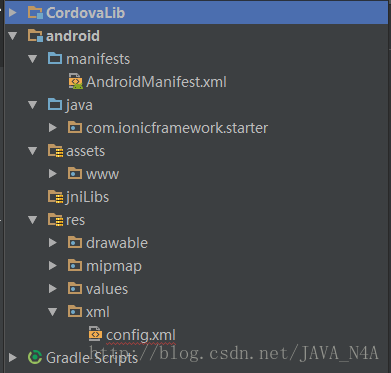 CordovaLib
android
manifests
AndroidManifest.xml
java
com.ionicframework.starter
assets
www
jniLibs
res
drawable
mipmap
values
xml
config.xml
Gradle Scripts
http://blog.csdn.net/JAVA_N4A